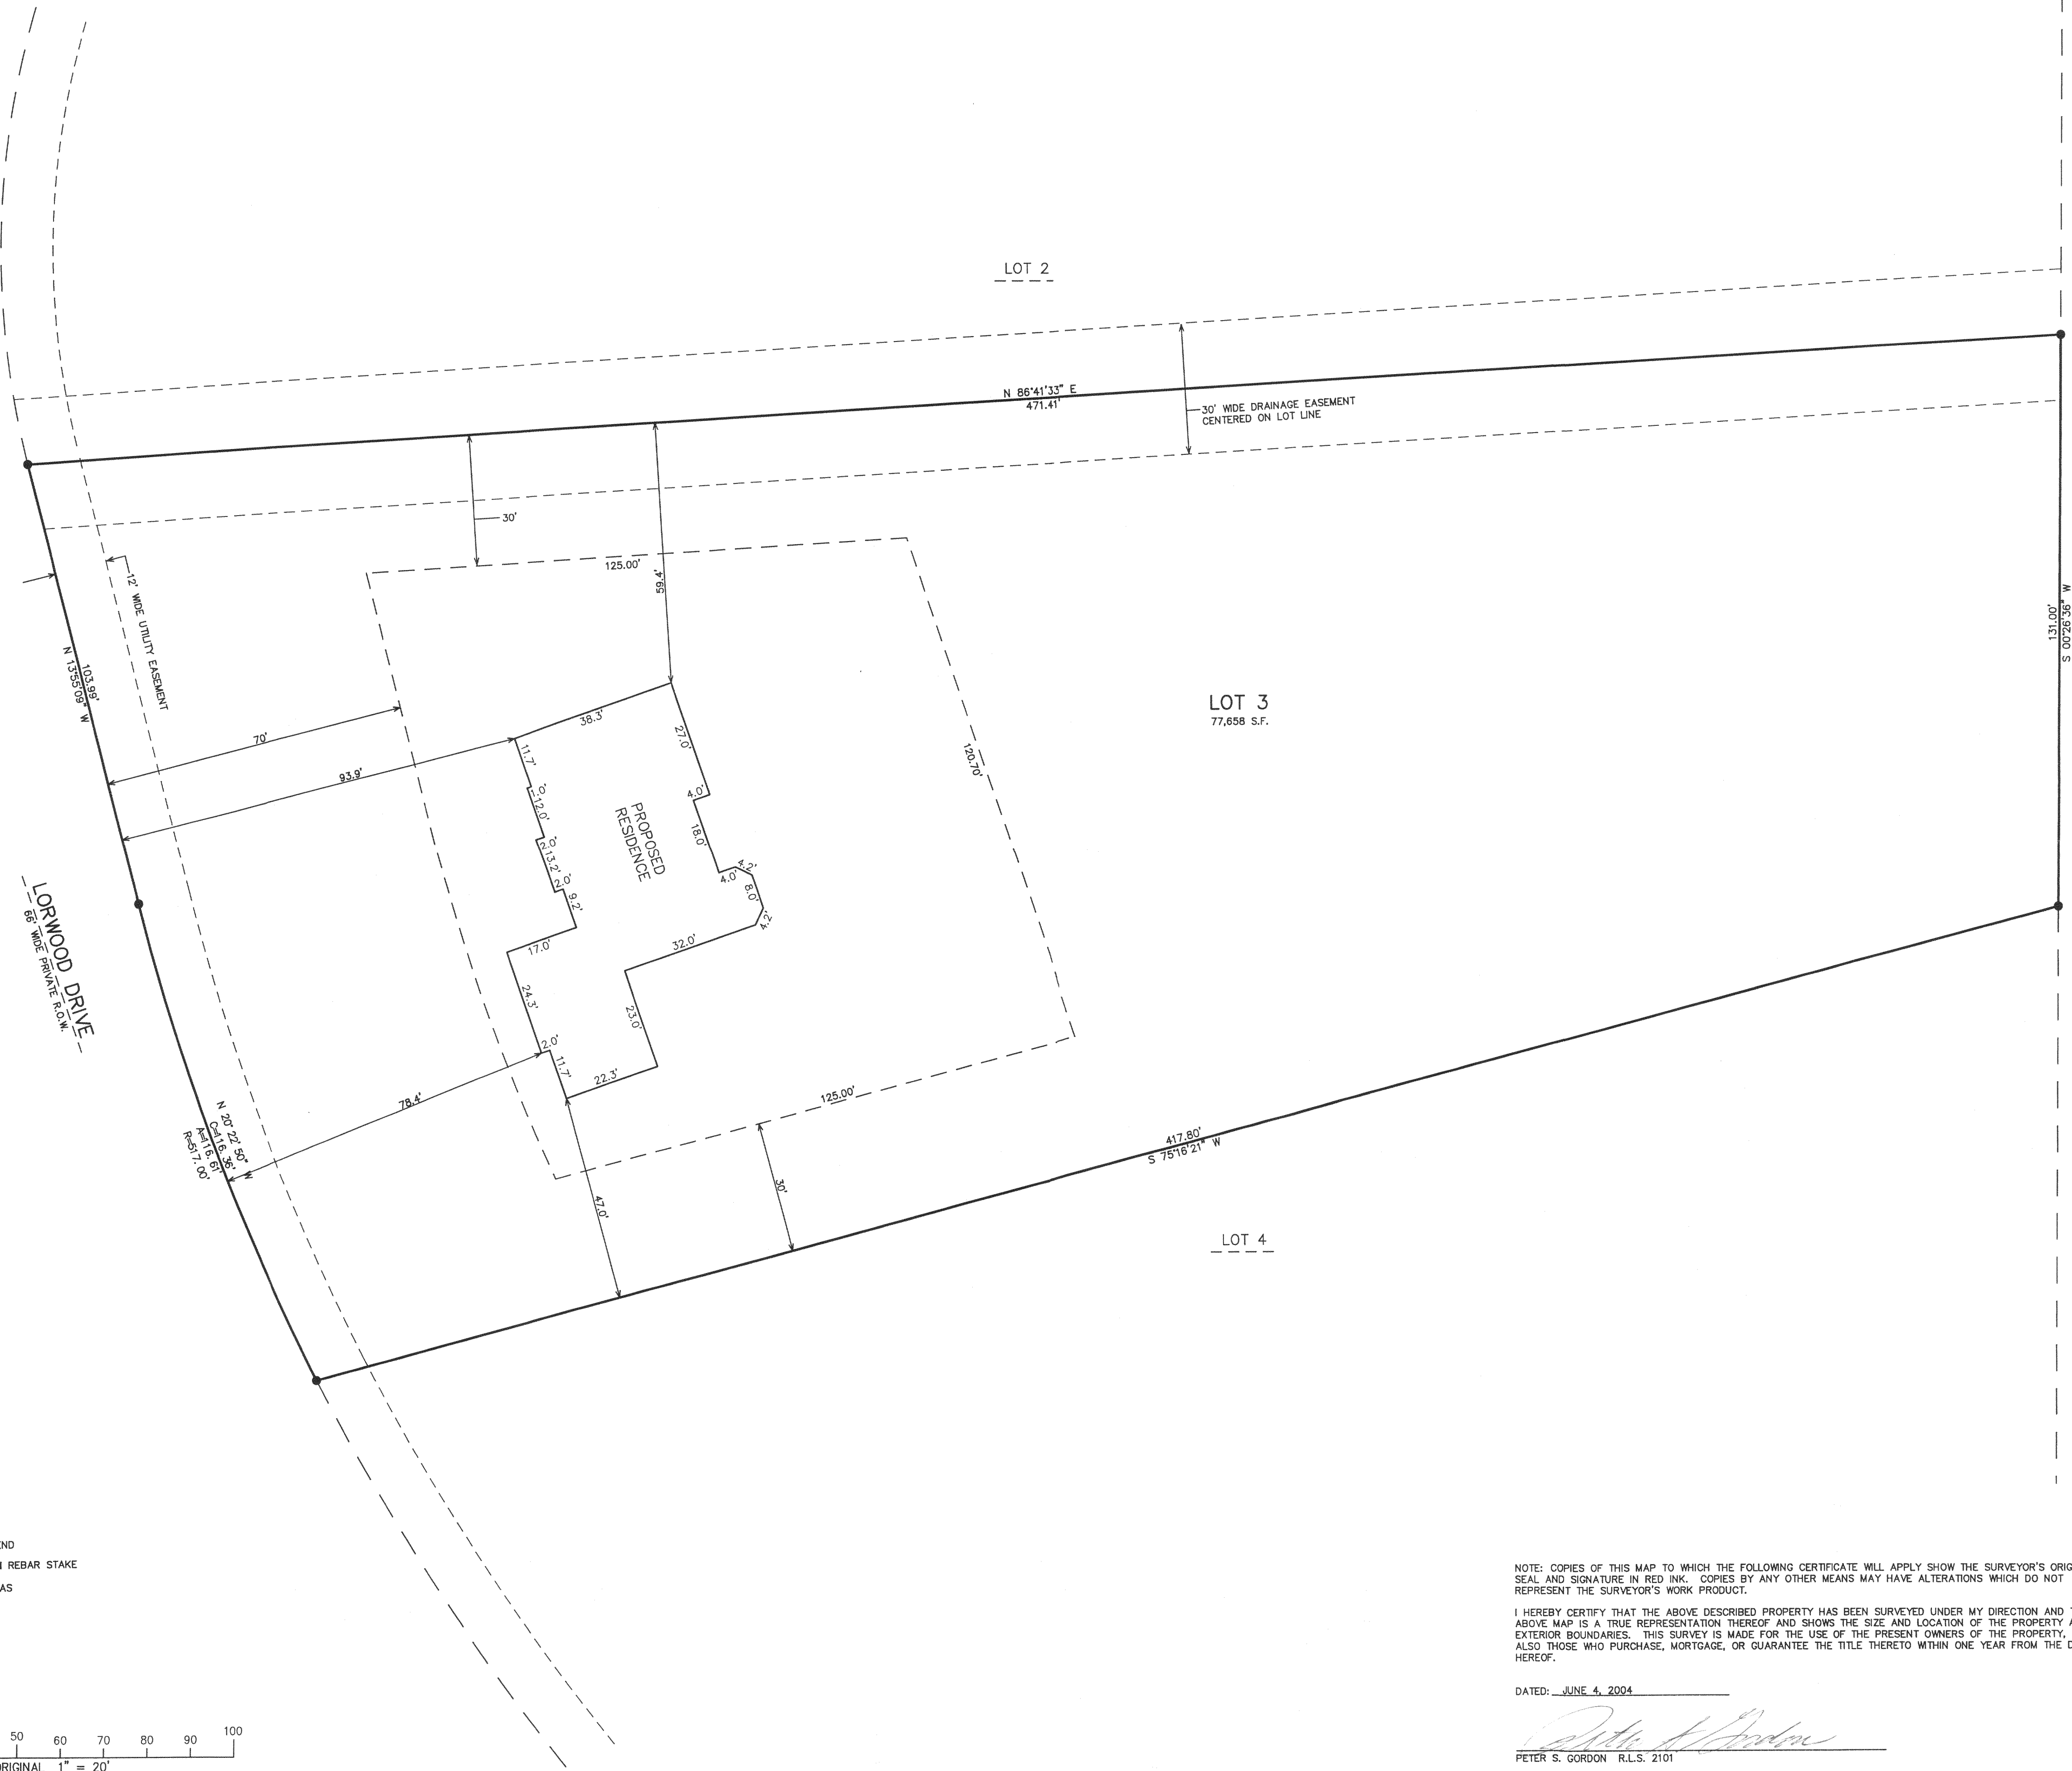 LOT 2
N 86°41'33" E
471.41'
30' WIDE DRAINAGE EASEMENT
CENTERED ON LOT LINE
30'
125.00'
59.4'
12' WIDE UTILITY EASEMENT
103.99'
N 13°55'09" W
131.00'
S 00°26'36" W
70'
93.9'
38.3'
27.0'
11.7'
1.0'
12.0'
4.0'
18.0'
LOT 3
77,658 S.F.
120.70'
PROPOSED
RESIDENCE
2.0'
13.2'
2.0'
9.2'
4.0'
4.2'
8.0'
4.2'
17.0'
32.0'
24.3'
23.0'
2.0'
11.7'
22.3'
LORWOOD DRIVE
66' WIDE PRIVATE R.O.W.
78.4'
125.00'
N 20°22'50" W
C=116.36'
A=116.61'
R=517.00'
47.0'
30'
417.80'
S 75°16'21" W
LOT 4
END
REBAR STAKE
AS
50 60 70 80 90 100
ORIGINAL 1" = 20'
NOTE: COPIES OF THIS MAP TO WHICH THE FOLLOWING CERTIFICATE WILL APPLY SHOW THE SURVEYOR'S ORIG
SEAL AND SIGNATURE IN RED INK. COPIES BY ANY OTHER MEANS MAY HAVE ALTERATIONS WHICH DO NOT
REPRESENT THE SURVEYOR'S WORK PRODUCT.
I HEREBY CERTIFY THAT THE ABOVE DESCRIBED PROPERTY HAS BEEN SURVEYED UNDER MY DIRECTION AND
ABOVE MAP IS A TRUE REPRESENTATION THEREOF AND SHOWS THE SIZE AND LOCATION OF THE PROPERTY
EXTERIOR BOUNDARIES. THIS SURVEY IS MADE FOR THE USE OF THE PRESENT OWNERS OF THE PROPERTY,
ALSO THOSE WHO PURCHASE, MORTGAGE, OR GUARANTEE THE TITLE THERETO WITHIN ONE YEAR FROM THE D
HEREOF.
DATED: JUNE 4, 2004
PETER S. GORDON R.L.S. 2101